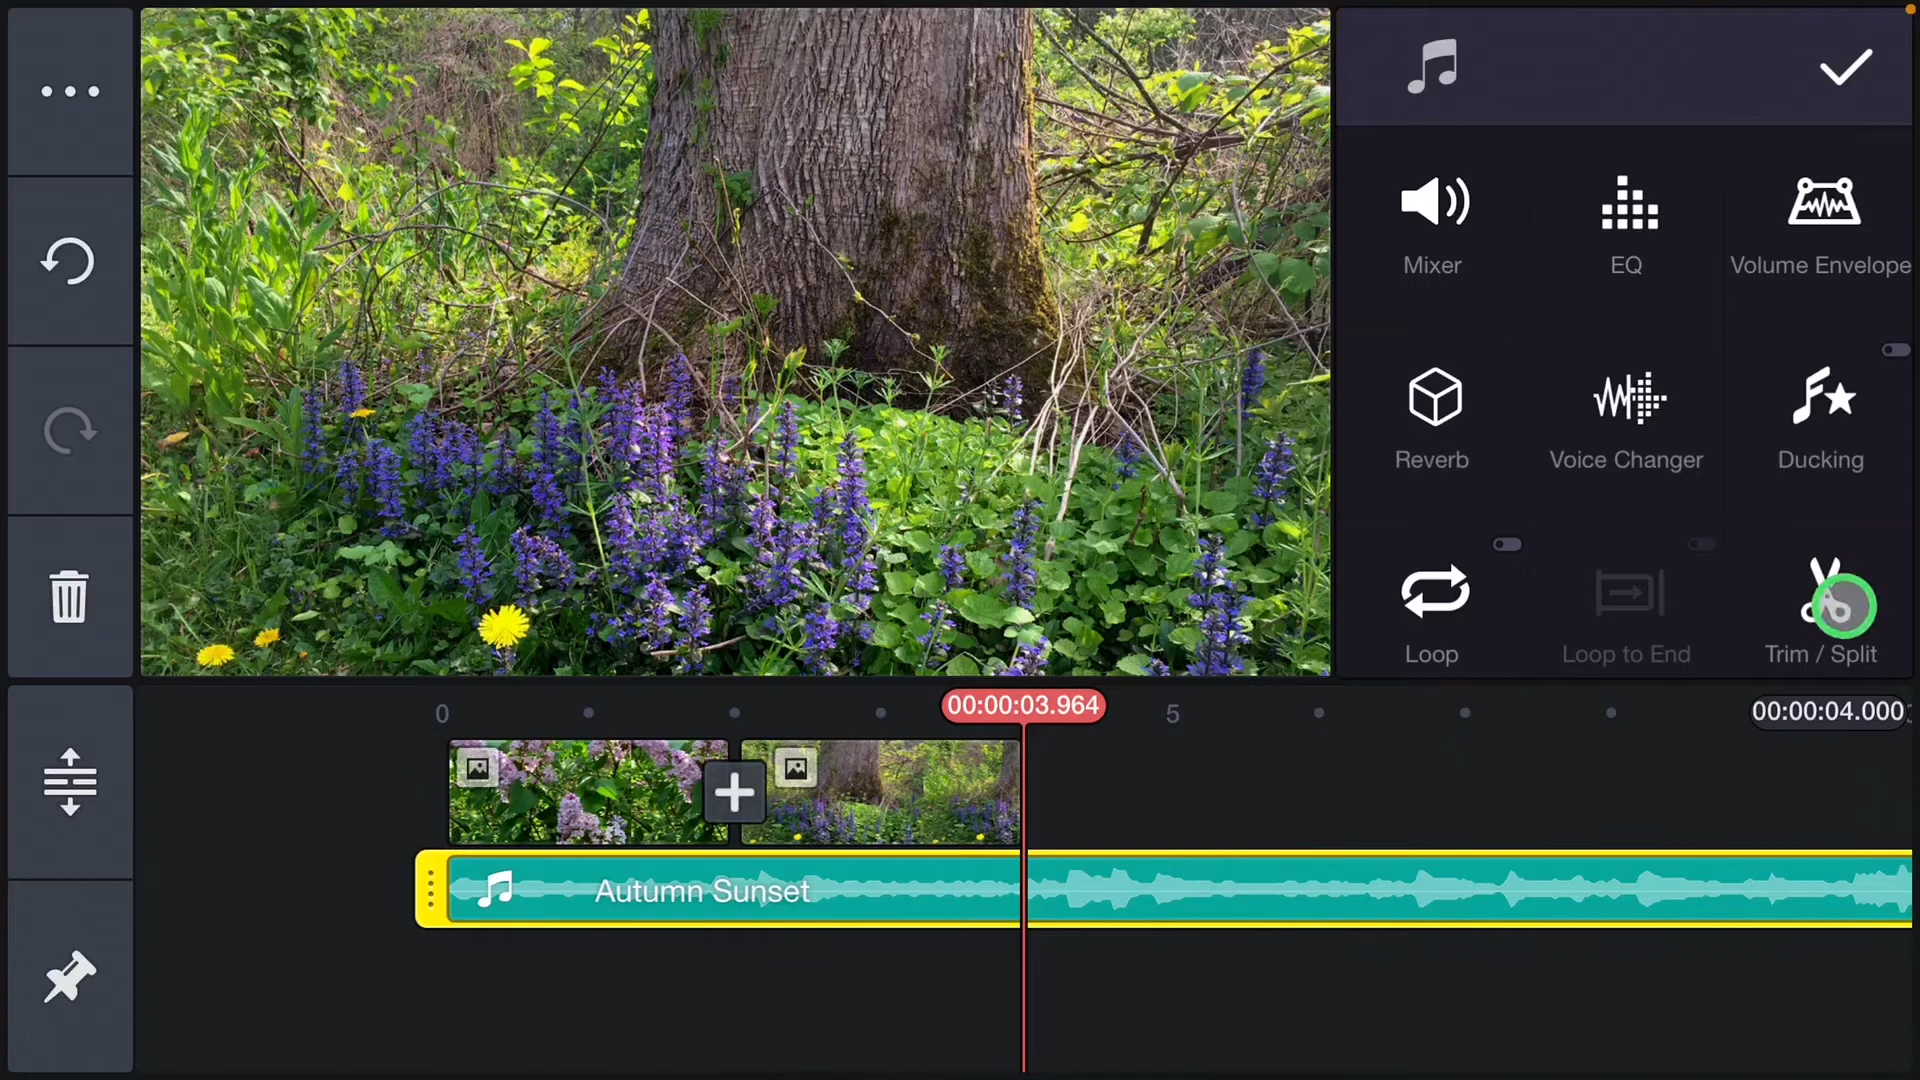 Mixer
EQ
Volume Envelope
Reverb
Voice Changer
Ducking
Loop
Loop to End
Trim / Split
0
00:00:03.964
5
00:00:04.000
Autumn Sunset